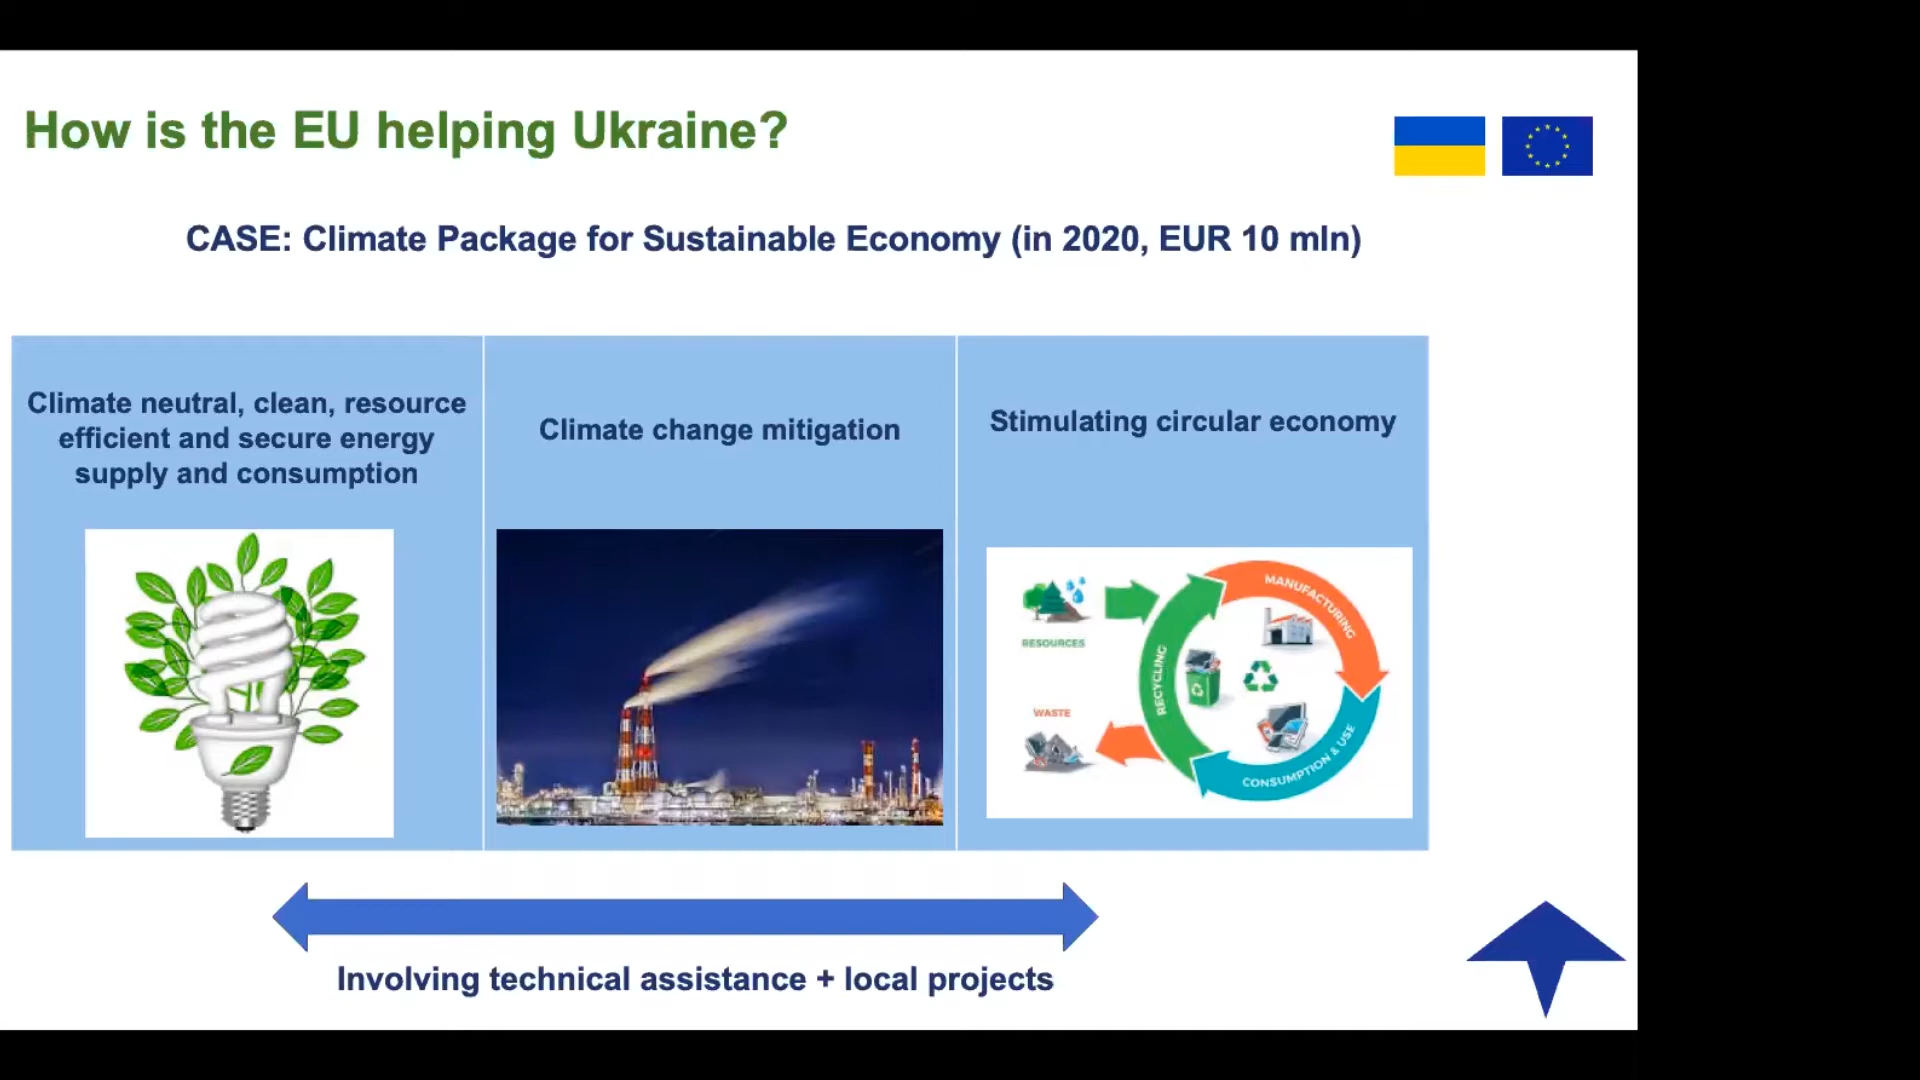 How is the EU helping Ukraine?
CASE: Climate Package for Sustainable Economy (in 2020, EUR 10 mln)
Climate neutral, clean, resource
efficient and secure energy
supply and consumption
Climate change mitigation
Stimulating circular economy
RESOURCES
WASTE
RECYCLING
MANUFACTURING
CONSUMPTION & USE
Involving technical assistance + local projects